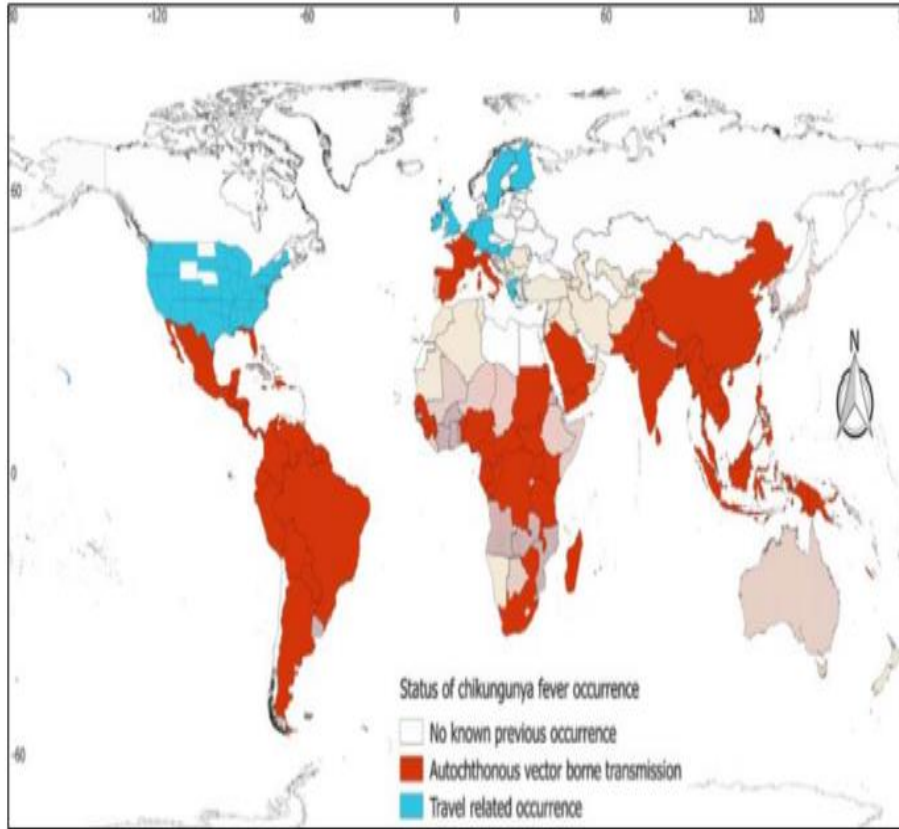 -120 -60 0 60 120
60
N
0
Status of chikungunya fever occurrence
No known previous occurrence
Autochthonous vector borne transmission
Travel related occurrence
-60